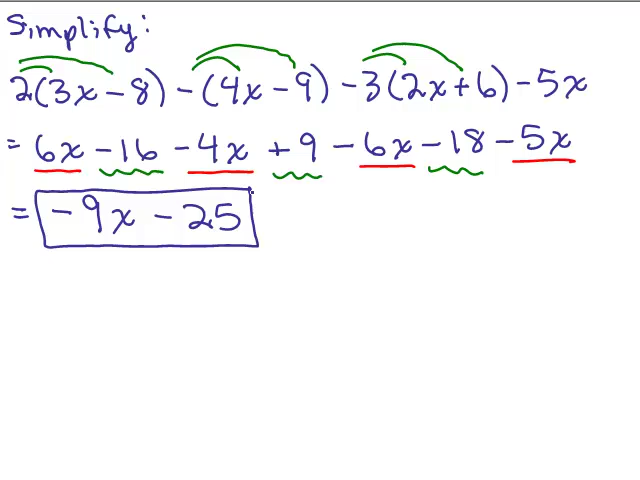 Simplify:
2(3x - 8) - (4x - 9) - 3(2x + 6) - 5x
= 6x - 16 - 4x + 9 - 6x - 18 - 5x
= -9x - 25